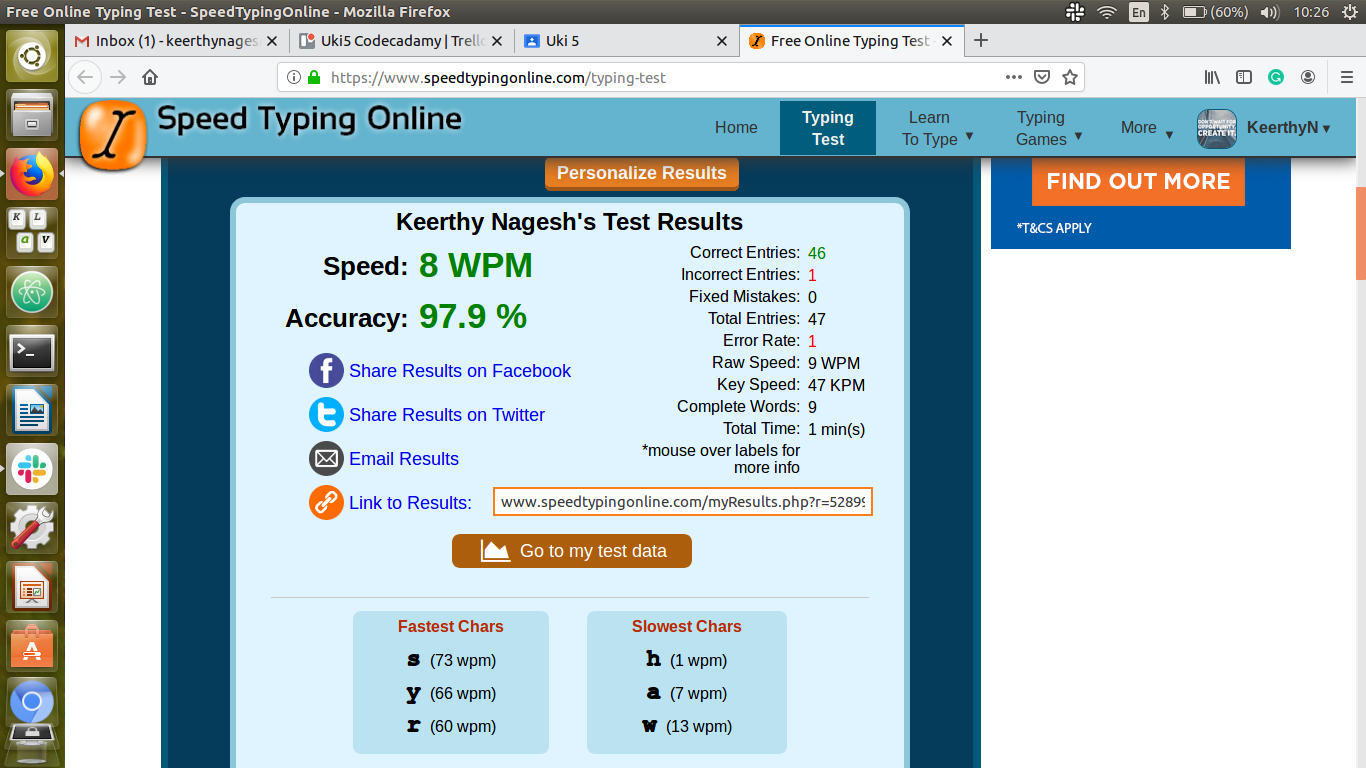 Free Online Typing Test - SpeedTypingOnline - Mozilla Firefox
En
(60%)
10:26
Inbox (1) - keerthynages
Uki5 Codecadamy | Trello
Uki 5
Free Online Typing Test -
https://www.speedtypingonline.com/typing-test
Speed Typing Online
Home
Typing
Test
Learn
To Type
Typing
Games
More
DON'T WAIT FOR
OPPORTUNITY.
CREATE IT.
KeerthyN
Personalize Results
FIND OUT MORE
*T&CS APPLY
Keerthy Nagesh's Test Results
Speed: 8 WPM
Accuracy: 97.9 %
Share Results on Facebook
Share Results on Twitter
Email Results
Link to Results: www.speedtypingonline.com/myResults.php?r=52899
Correct Entries: 46
Incorrect Entries: 1
Fixed Mistakes: 0
Total Entries: 47
Error Rate: 1
Raw Speed: 9 WPM
Key Speed: 47 KPM
Complete Words: 9
Total Time: 1 min(s)
*mouse over labels for
more info
Go to my test data
Fastest Chars
s (73 wpm)
y (66 wpm)
r (60 wpm)
Slowest Chars
h (1 wpm)
a (7 wpm)
w (13 wpm)
K L
a V